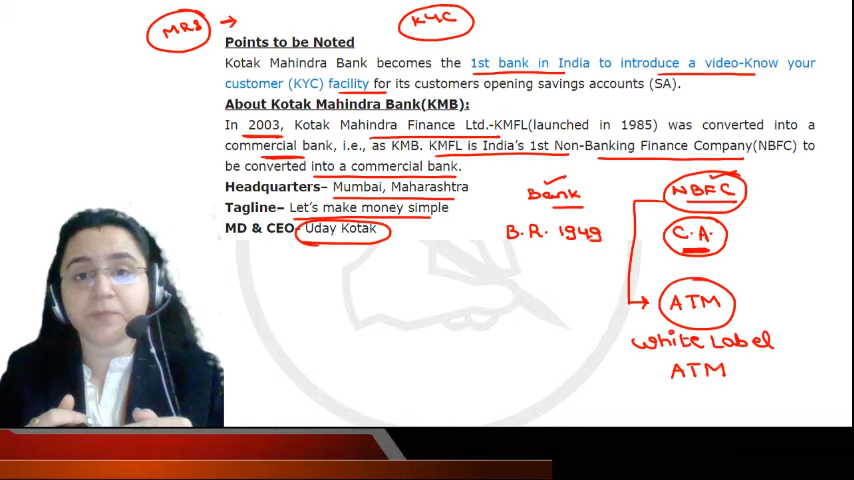 MRS → KYC
Points to be Noted
Kotak Mahindra Bank becomes the 1st bank in India to introduce a video-Know your
customer (KYC) facility for its customers opening savings accounts (SA).
About Kotak Mahindra Bank(KMB):
In 2003, Kotak Mahindra Finance Ltd.-KMFL(launched in 1985) was converted into a
commercial bank, i.e., as KMB. KMFL is India's 1st Non-Banking Finance Company(NBFC) to
be converted into a commercial bank.
Headquarters– Mumbai, Maharashtra
Bank NBFC
Tagline– Let's make money simple
MD & CEO- Uday Kotak
B.R. 1949 C.A.
ATM
White Label
ATM